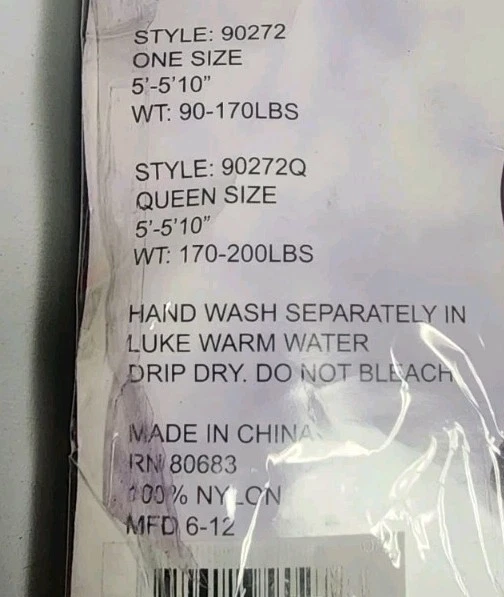 STYLE: 90272
ONE SIZE
5'-5'10"
WT: 90-170LBS
STYLE: 90272Q
QUEEN SIZE
5'-5'10"
WT: 170-200LBS
HAND WASH SEPARATELY IN
LUKE WARM WATER
DRIP DRY. DO NOT BLEACH
MADE IN CHINA
RN 80683
100% NYLON
MFD 6-12